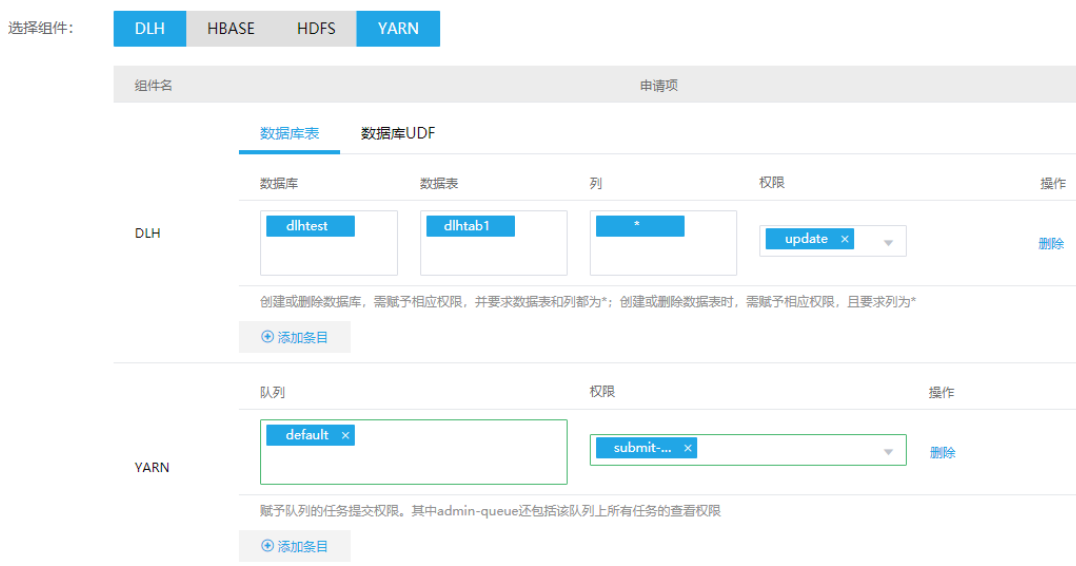 选择组件: DLH HBASE HDFS YARN
组件名 申请项
数据库表 数据库UDF
数据库 数据表 列 权限 操作
DLH dlhtest dlhtab1 * update × 删除
创建或删除数据库，需赋予相应权限，并要求数据表和列都为*；创建或删除数据表时，需赋予相应权限，且要求列为*
添加条目
队列 权限 操作
YARN default × submit-... × 删除
赋予队列的任务提交权限。其中admin-queue还包括该队列上所有任务的查看权限
添加条目